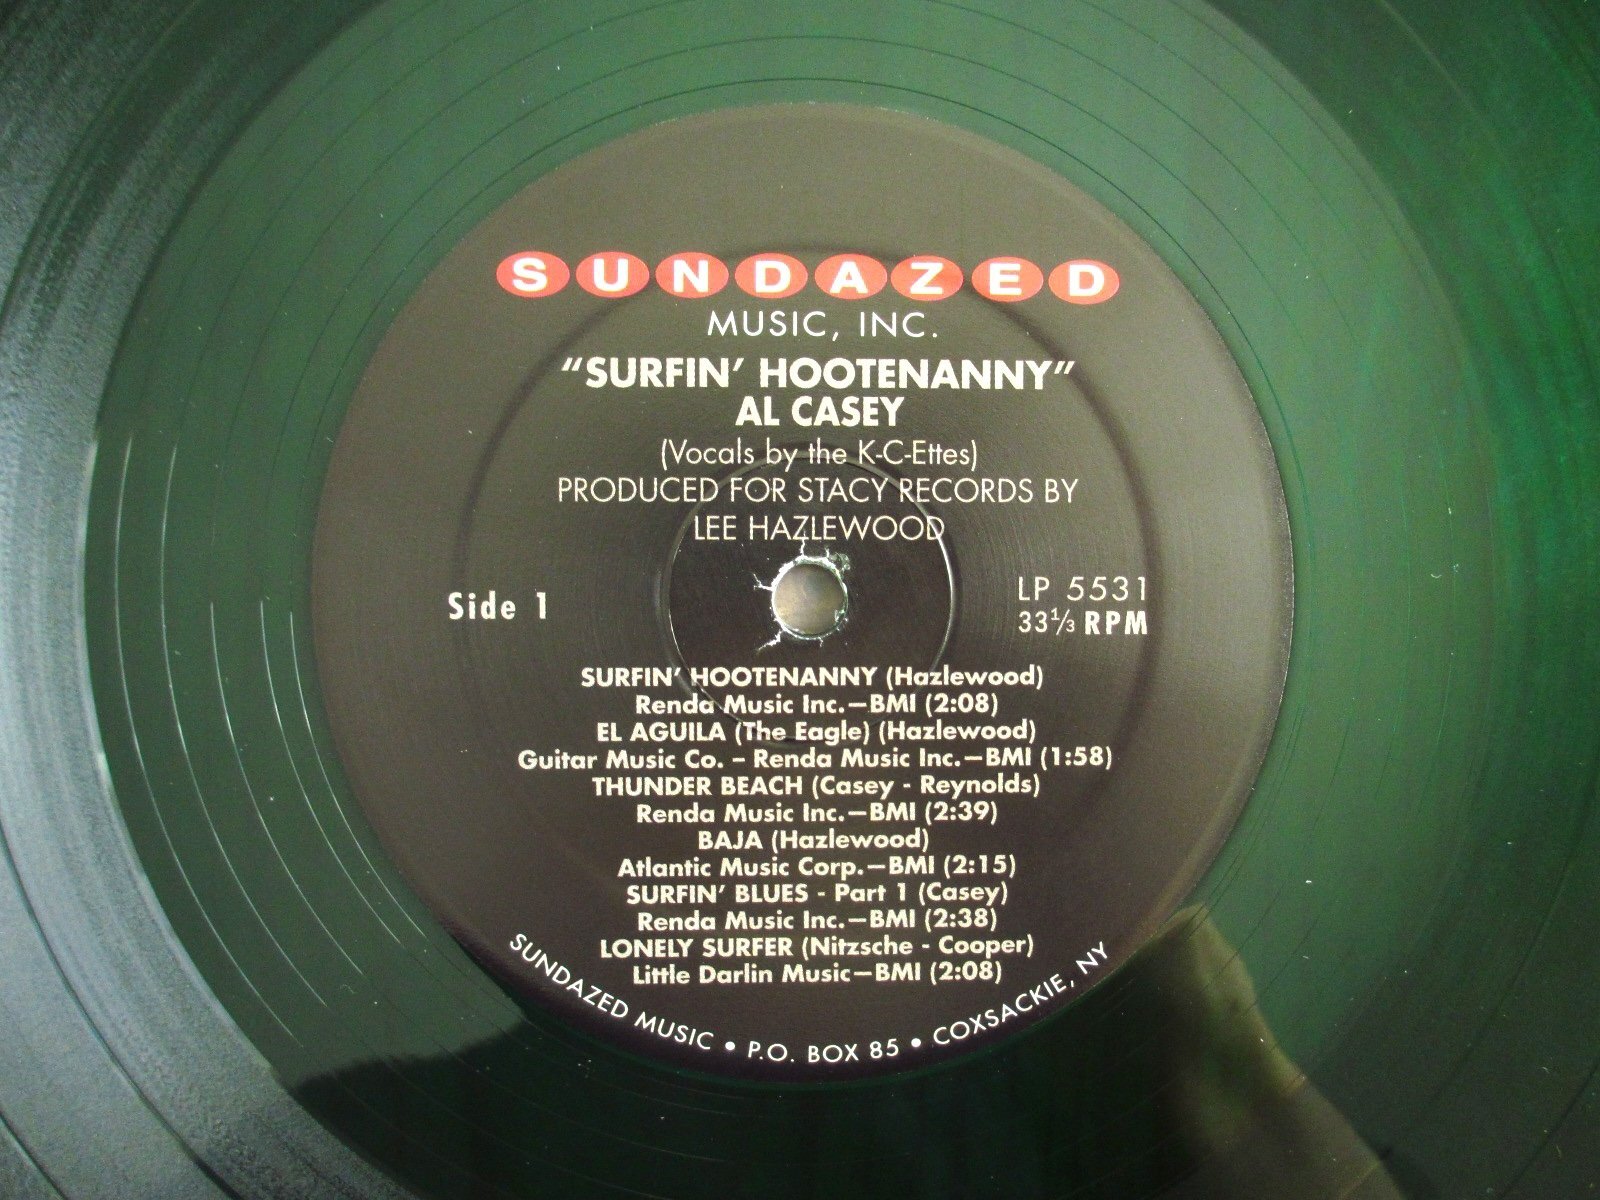 SUNDAZED
MUSIC, INC.
"SURFIN' HOOTENANNY"
AL CASEY
(Vocals by the K-C-Ettes)
PRODUCED FOR STACY RECORDS BY
LEE HAZLEWOOD
Side 1
LP 5531
33⅓ RPM
SURFIN' HOOTENANNY (Hazlewood)
Renda Music Inc.—BMI (2:08)
EL AGUILA (The Eagle) (Hazlewood)
Guitar Music Co. – Renda Music Inc.—BMI (1:58)
THUNDER BEACH (Casey - Reynolds)
Renda Music Inc.—BMI (2:39)
BAJA (Hazlewood)
Atlantic Music Corp.—BMI (2:15)
SURFIN' BLUES - Part 1 (Casey)
Renda Music Inc.—BMI (2:38)
LONELY SURFER (Nitzsche - Cooper)
Little Darlin Music—BMI (2:08)
SUNDAZED MUSIC • P.O. BOX 85 • COXSACKIE, NY